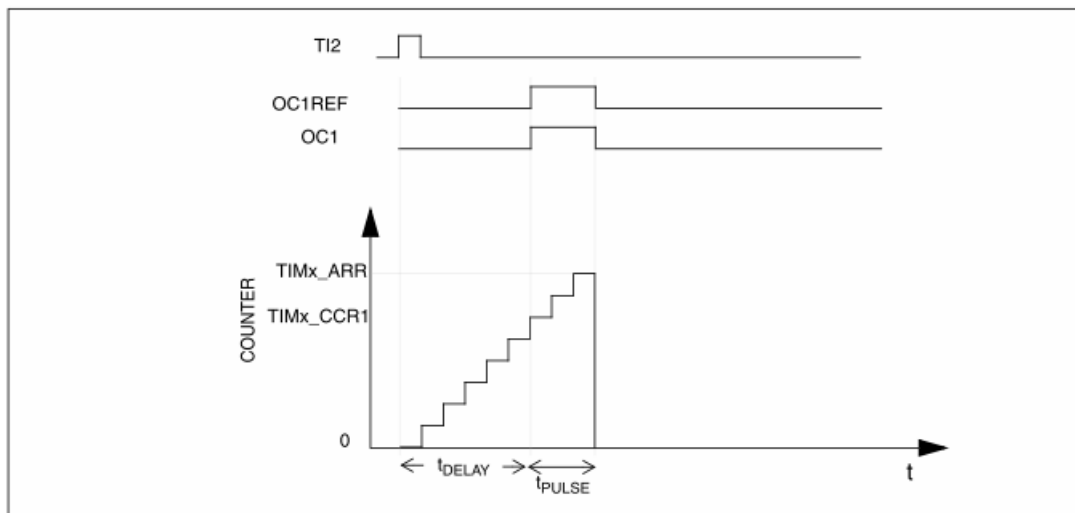 TI2
OC1REF
OC1
COUNTER
TIMx_ARR
TIMx_CCR1
0
tDELAY
tPULSE
t